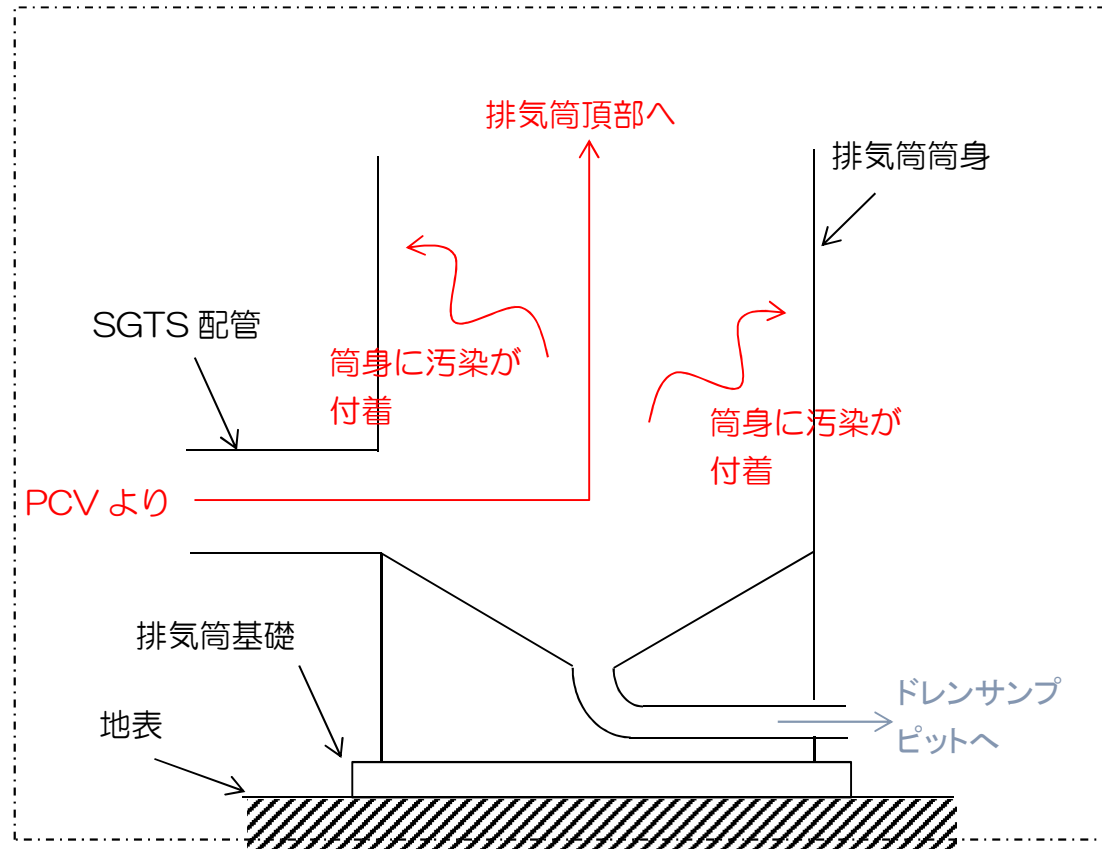 排気筒頂部へ
排気筒筒身
SGTS 配管
筒身に汚染が
付着
筒身に汚染が
付着
PCV より
排気筒基礎
ドレンサンプ
ピットへ
地表